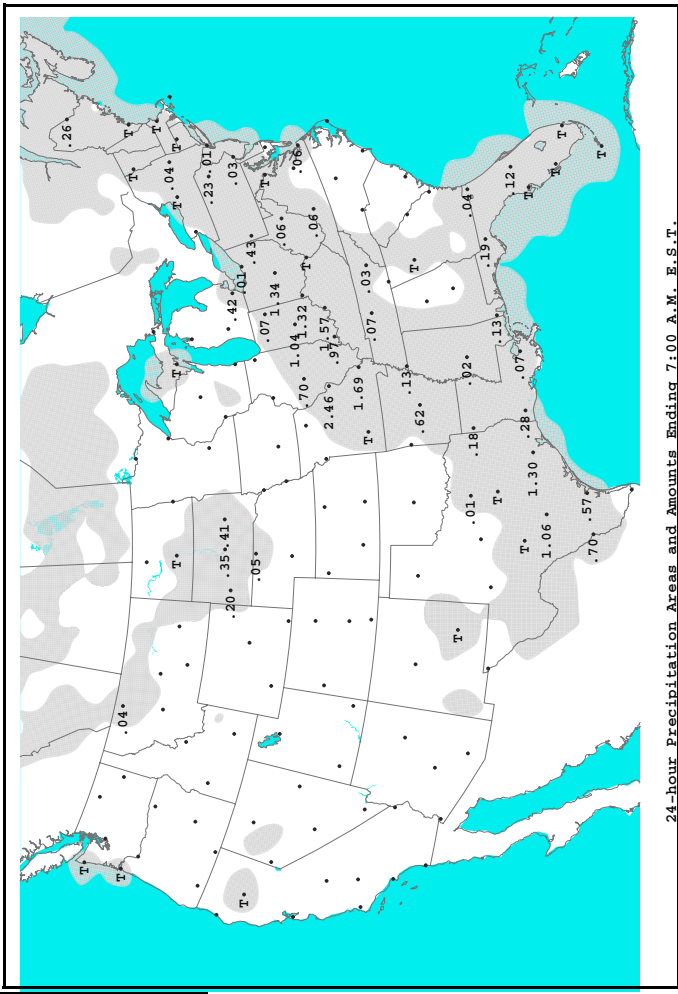 .26
T
T
.04
T
T
T
.04
T
T
T
T
.01
.23
.35
.41
.20
.42
.03
.01
T
.43
.05
.07
T
1.34
.06
1.04
.06
1.32
.70
T
.06
1.57
2.46
.97
1.69
.03
T
.07
.13
T
.62
T
.02
.04
.01
.18
.19
.13
T
.12
.07
T
.28
T
1.30
1.06
T
T
.57
.70
T
24-hour Precipitation Areas and Amounts Ending 7:00 A.M. E.S.T.